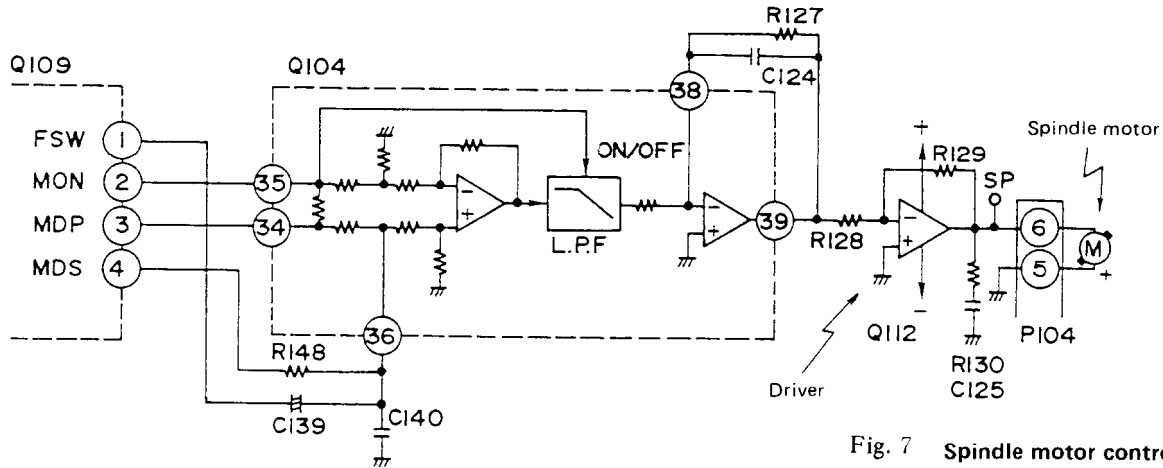 R127
C124
Q109
Q104
38
FSW
1
ON/OFF
Spindle motor
MON
2
35
+
R129
SP
MDP
3
34
L.P.F
39
R128
6
M
MDS
4
5
+
-
36
Q112
P104
R148
R130
C125
Driver
C139
C140
Fig. 7 Spindle motor contr